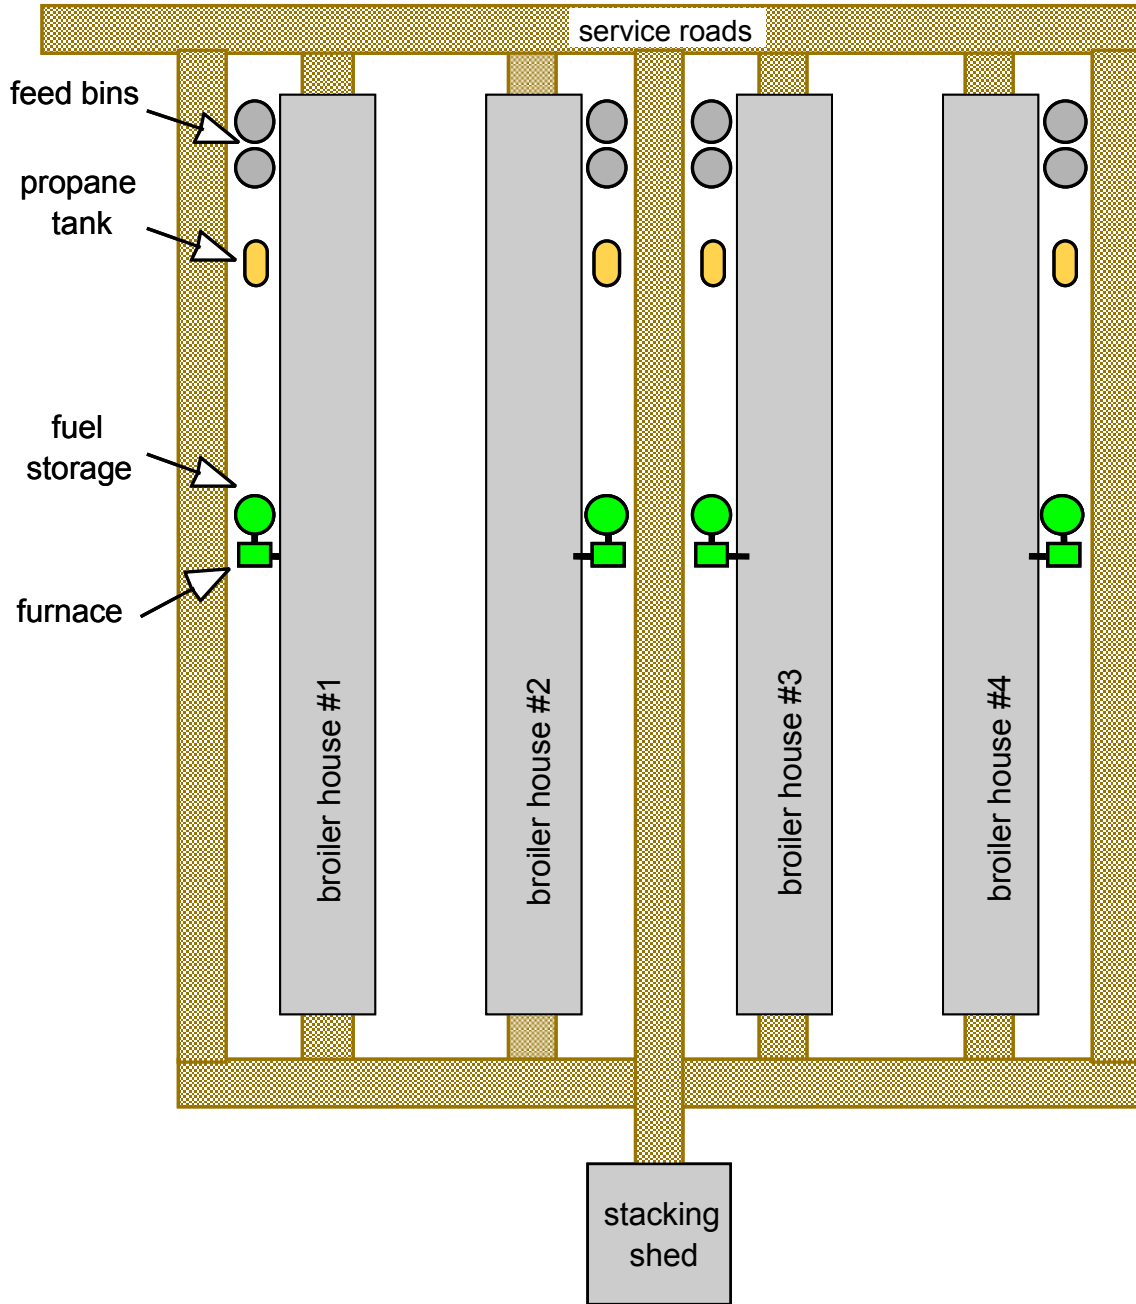 service roads
feed bins
propane
tank
fuel
storage
furnace
broiler house #1
broiler house #2
broiler house #3
broiler house #4
stacking
shed